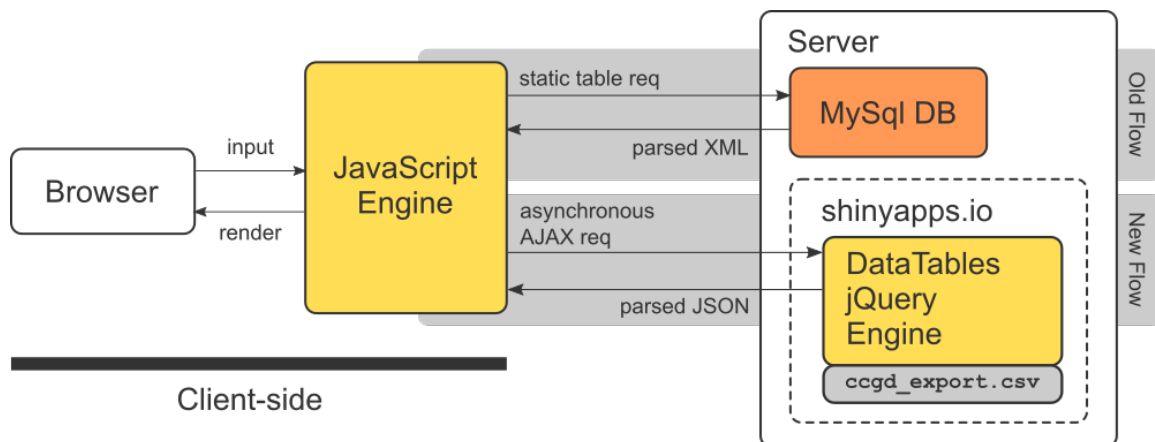 Server
static table req
MySql DB
Old Flow
parsed XML
input
JavaScript
Engine
Browser
render
asynchronous
AJAX req
shinyapps.io
New Flow
DataTables
jQuery
Engine
parsed JSON
ccgd_export.csv
Client-side